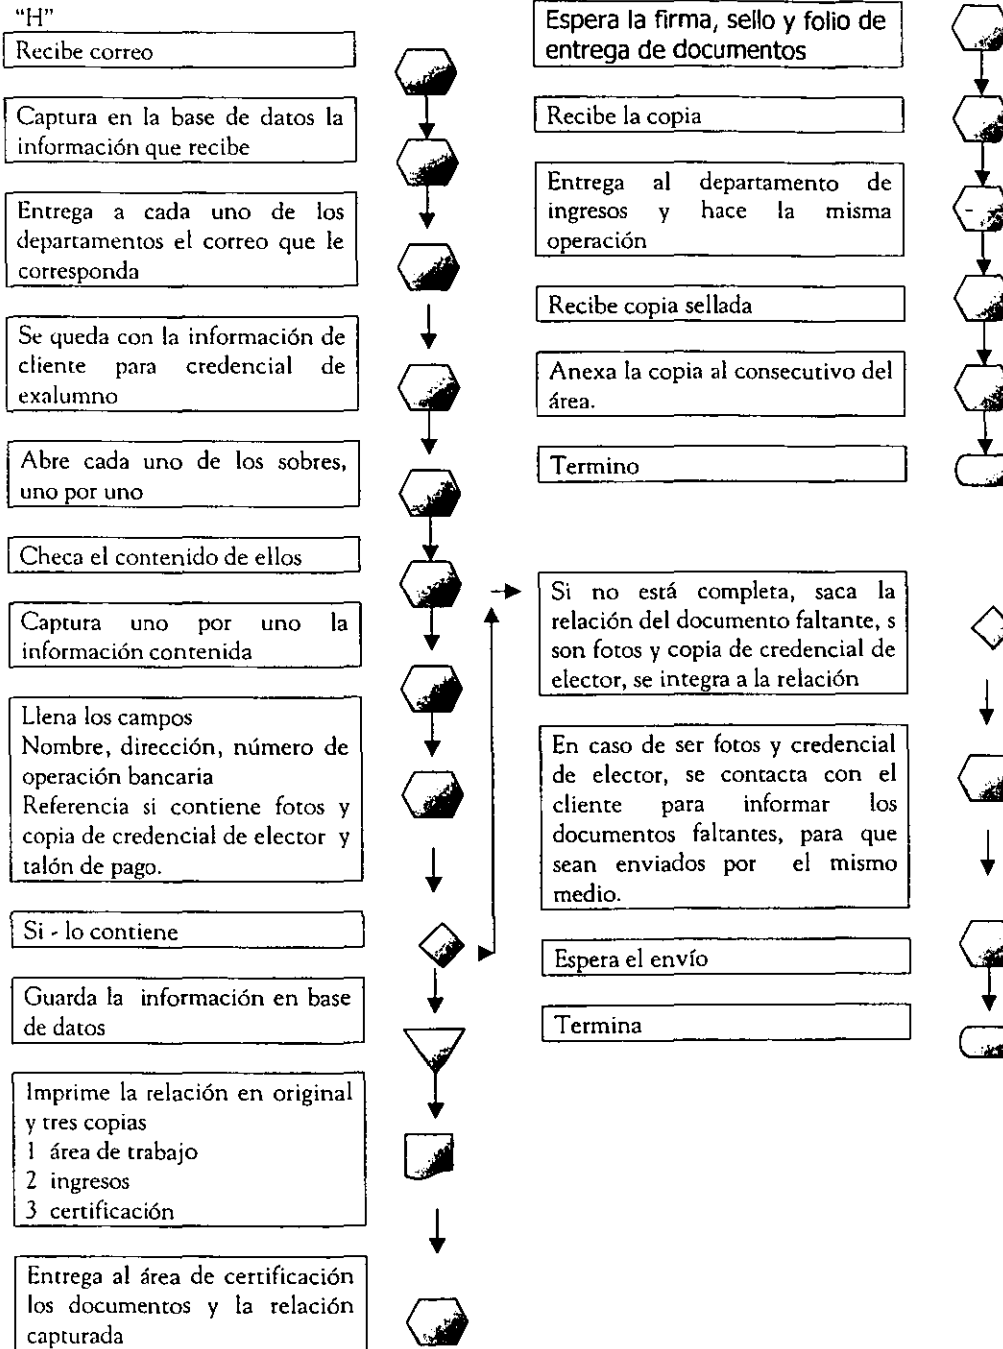 “H”
Recibe correo
Captura en la base de datos la
información que recibe
Entrega a cada uno de los
departamentos el correo que le
corresponda
Se queda con la información de
cliente para credencial de
exalumno
Abre cada uno de los sobres,
uno por uno
Checa el contenido de ellos
Captura uno por uno la
información contenida
Llena los campos
Nombre, dirección, número de
operación bancaria
Referencia si contiene fotos y
copia de credencial de elector y
talón de pago.
Si - lo contiene
Guarda la información en base
de datos
Imprime la relación en original
y tres copias
1 área de trabajo
2 ingresos
3 certificación
Entrega al área de certificación
los documentos y la relación
capturada
Espera la firma, sello y folio de
entrega de documentos
Recibe la copia
Entrega al departamento de
ingresos y hace la misma
operación
Recibe copia sellada
Anexa la copia al consecutivo del
área.
Termino
Si no está completa, saca la
relación del documento faltante, s
son fotos y copia de credencial de
elector, se integra a la relación
En caso de ser fotos y credencial
de elector, se contacta con el
cliente para informar los
documentos faltantes, para que
sean enviados por el mismo
medio.
Espera el envío
Termina